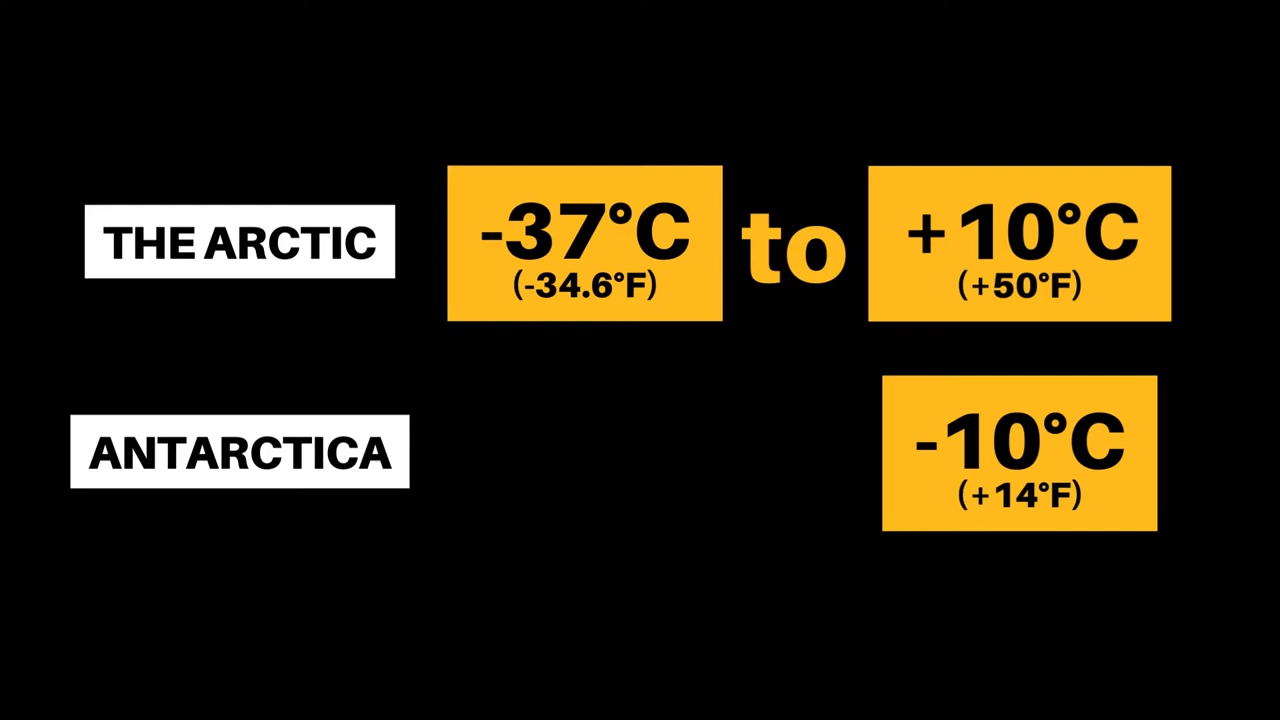 THE ARCTIC
-37°C
(-34.6°F)
to
+10°C
(+50°F)
ANTARCTICA
-10°C
(+14°F)